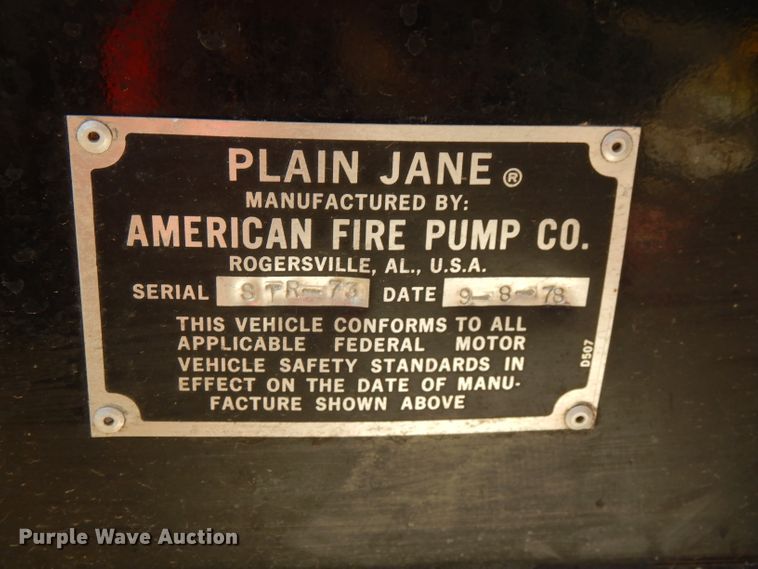 PLAIN JANE ®
MANUFACTURED BY:
AMERICAN FIRE PUMP CO.
ROGERSVILLE, AL., U.S.A.
SERIAL STR-73 DATE 9-8-78
THIS VEHICLE CONFORMS TO ALL
APPLICABLE FEDERAL MOTOR
VEHICLE SAFETY STANDARDS IN
EFFECT ON THE DATE OF MANU-
FACTURE SHOWN ABOVE
D507
Purple Wave Auction